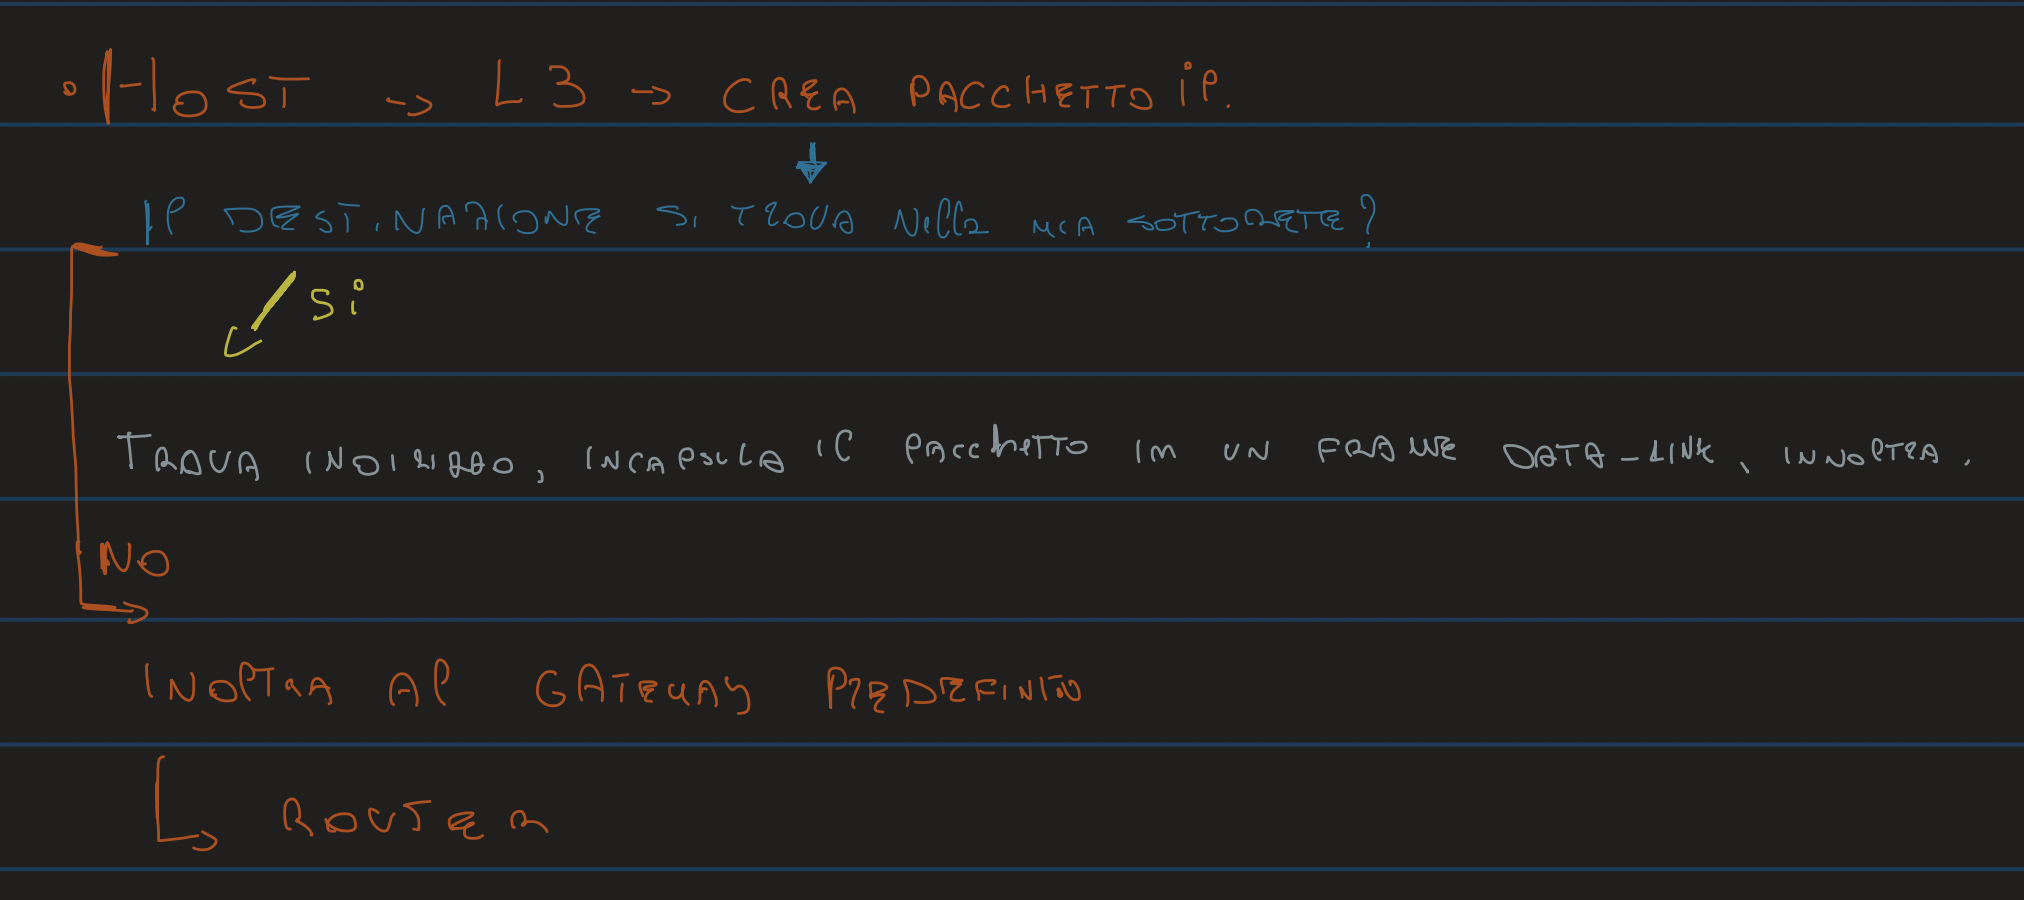 • HOST -> L3 -> CREA PACCHETTO IP.
IP DESTINAZIONE SI TROVA NELLA MIA SOTTORETE?
Si
TROVA INDIRIZZO, INCAPSULA IL PACCHETTO IN UN FRAME DATA-LINK, INNOLTRA.
NO
INOLTRA AL GATEWAY PREDEFINITO
ROUTER